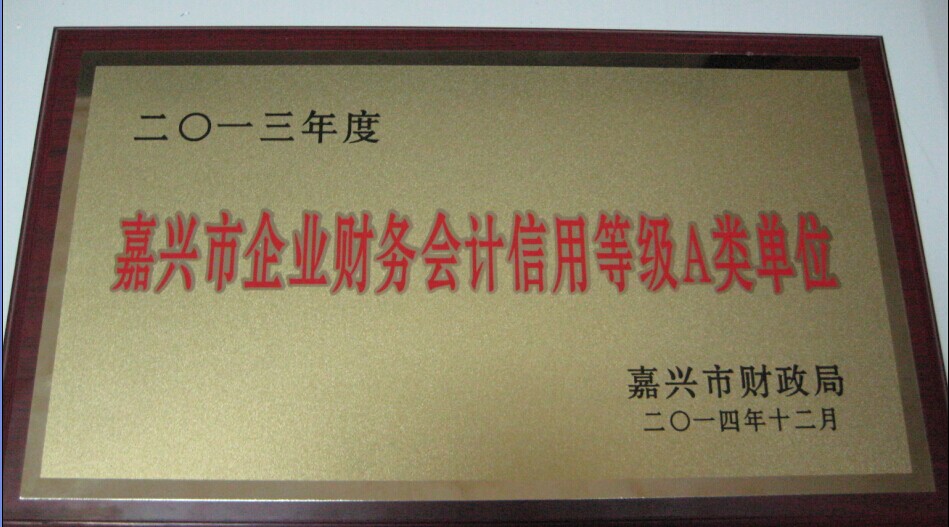 二〇一三年度
嘉兴市企业财务会计信用等级A类单位
嘉兴市财政局
二〇一四年十二月